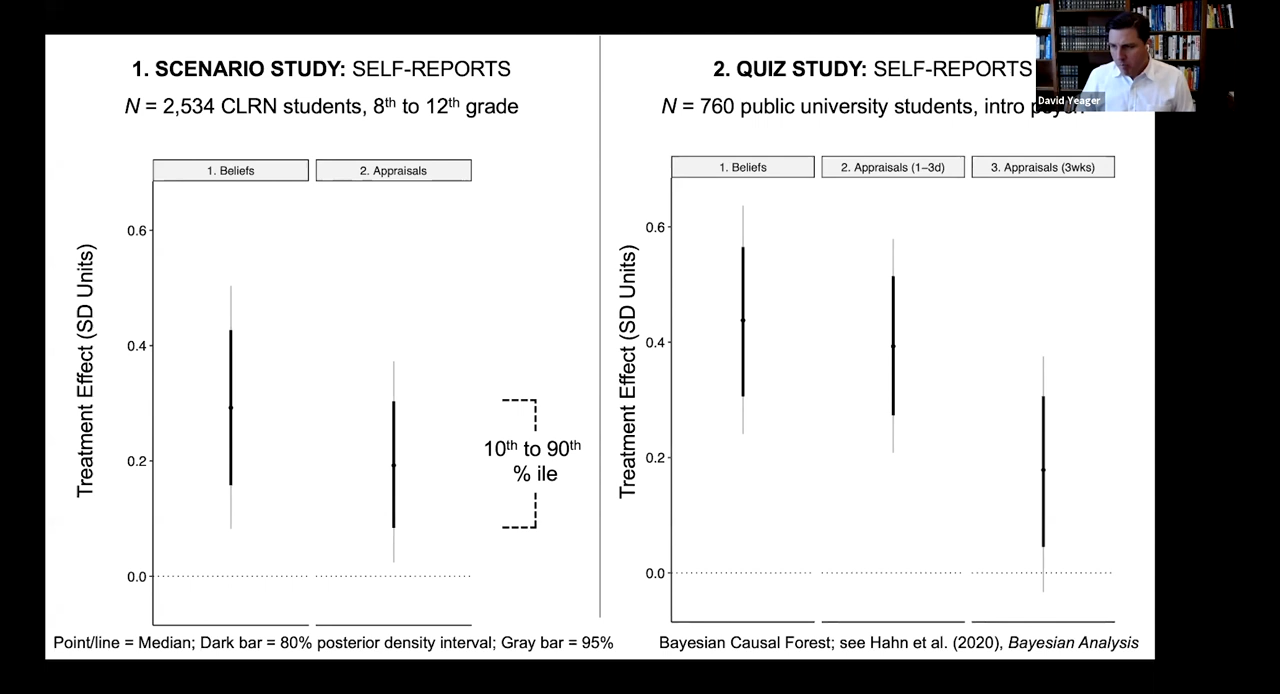 1. SCENARIO STUDY: SELF-REPORTS
N = 2,534 CLRN students, 8th to 12th grade
1. Beliefs
2. Appraisals
Treatment Effect (SD Units)
0.6
0.4
0.2
0.0
10th to 90th
% ile
Point/line = Median; Dark bar = 80% posterior density interval; Gray bar = 95%
2. QUIZ STUDY: SELF-REPORTS
N = 760 public university students, intro
David Yeager
1. Beliefs
2. Appraisals (1–3d)
3. Appraisals (3wks)
Treatment Effect (SD Units)
0.6
0.4
0.2
0.0
Bayesian Causal Forest; see Hahn et al. (2020), Bayesian Analysis